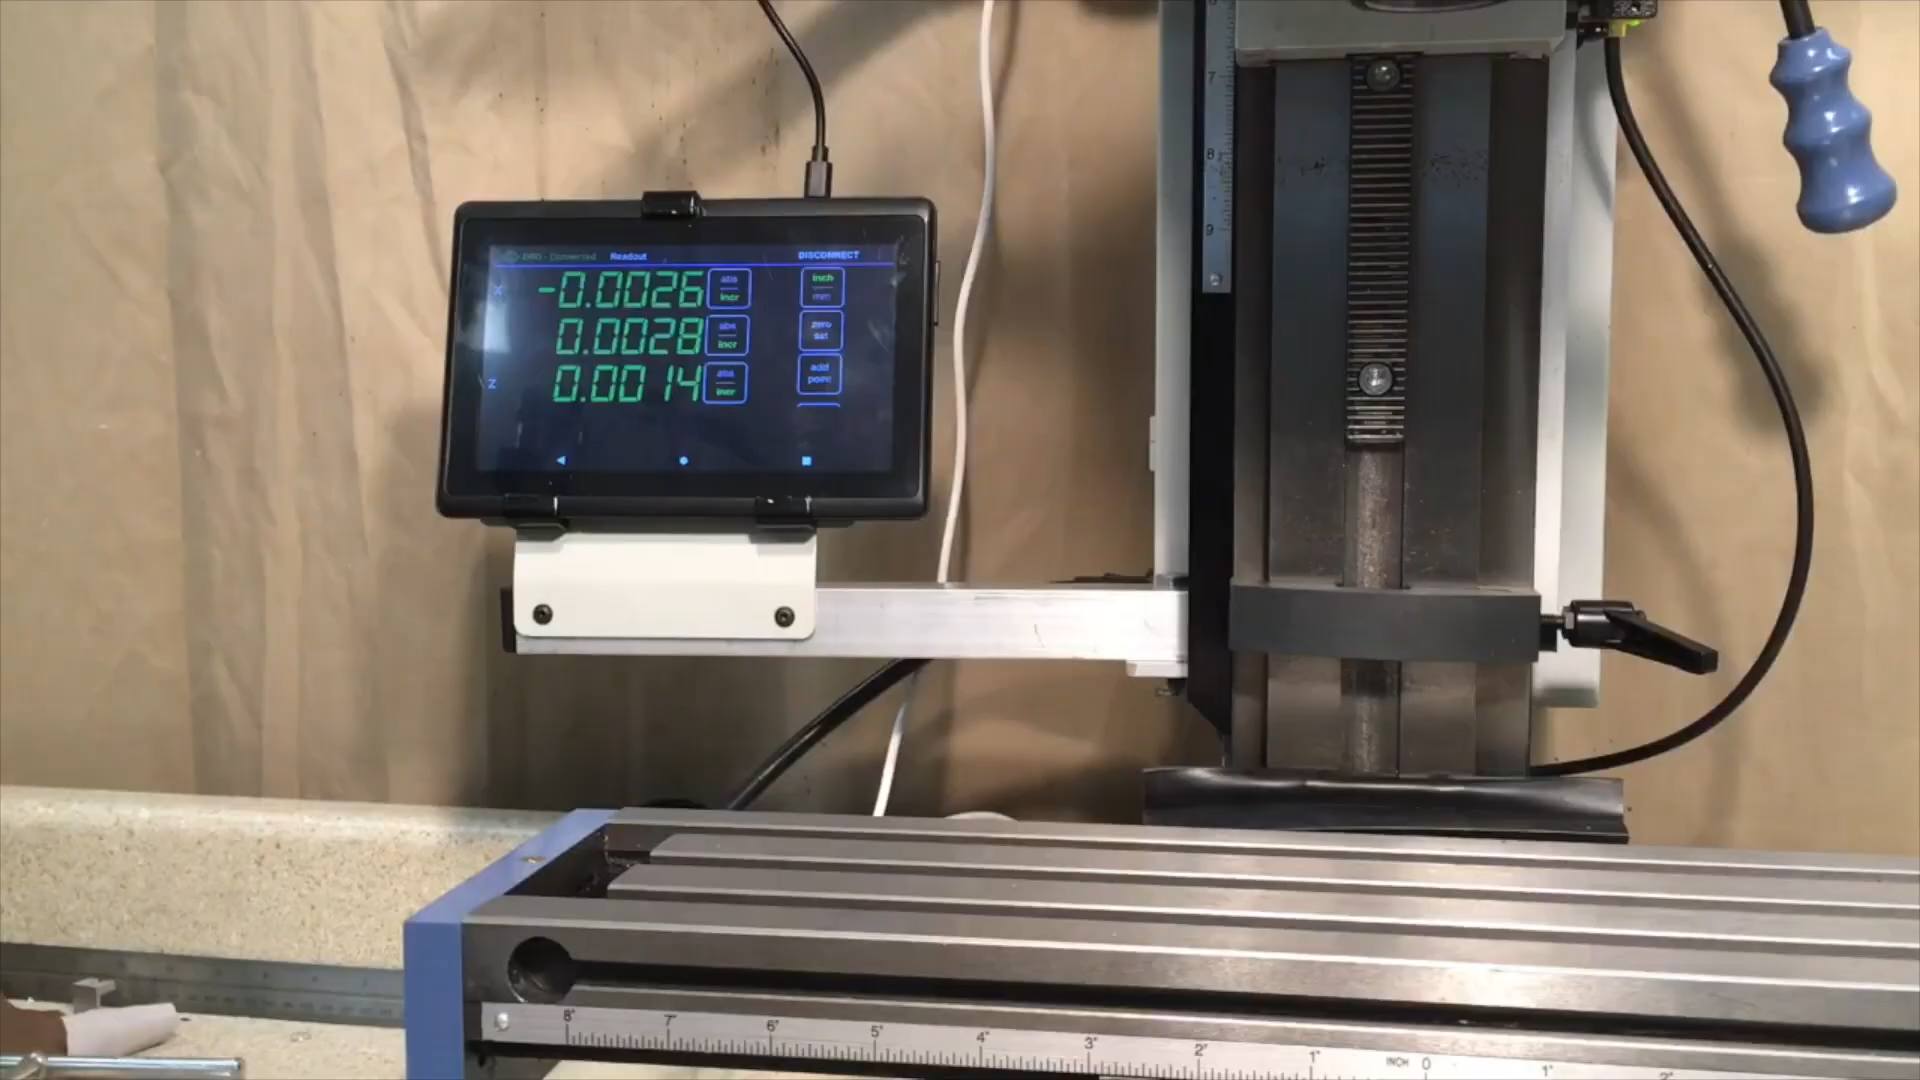 7
8
9
DRO - Connected Readout DISCONNECT
X -0.0026 abs incr inch mm
0.0028 abs incr zero set
Z 0.0014 abs incr add point
8" 7" 6" 5" 4" 3" 2" 1" INCH 0 1" 2"